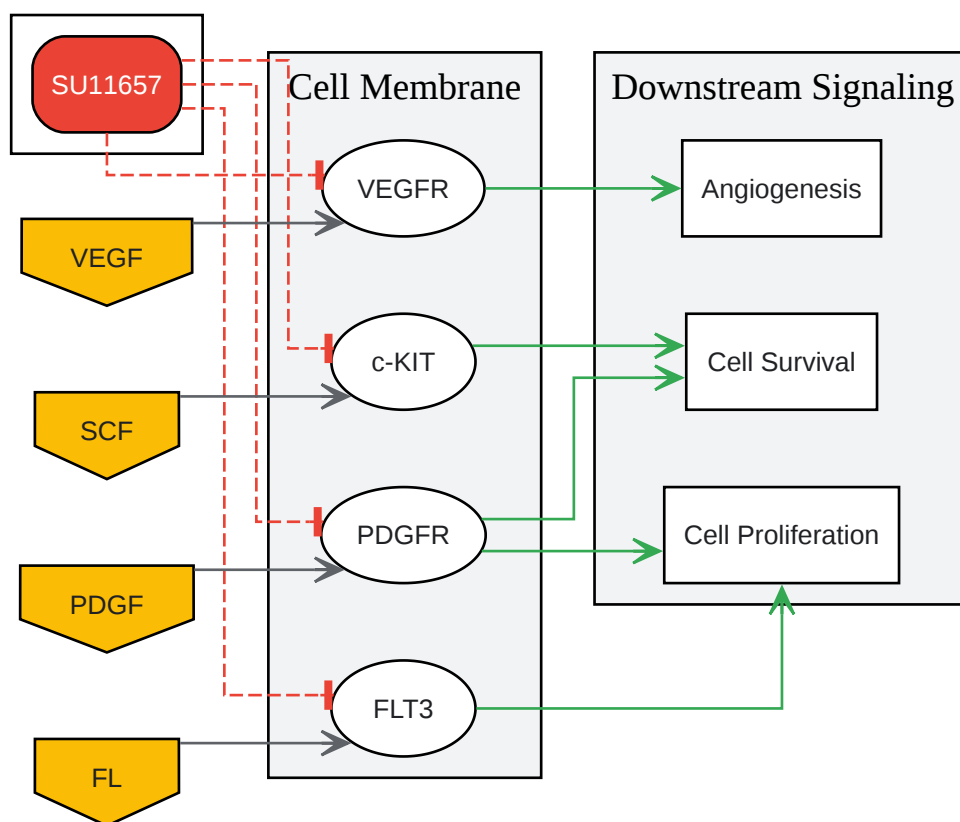 SU11657
Cell Membrane
Downstream Signaling
VEGFR
Angiogenesis
VEGF
c-KIT
Cell Survival
SCF
PDGFR
Cell Proliferation
PDGF
FLT3
FL